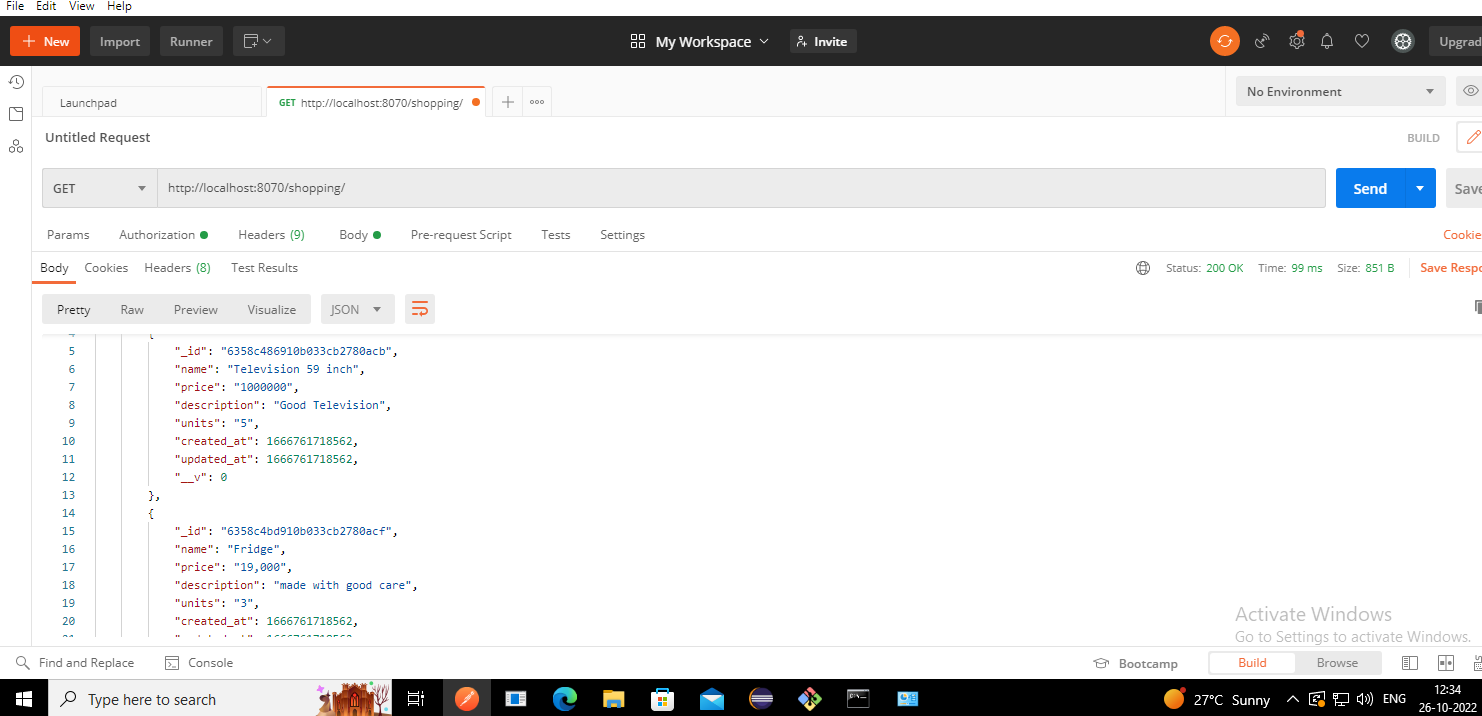 File Edit View Help
New Import Runner My Workspace Invite Upgrad
Launchpad GET http://localhost:8070/shopping/ No Environment
Untitled Request BUILD
GET http://localhost:8070/shopping/ Send Save
Params Authorization Headers (9) Body Pre-request Script Tests Settings Cookie
Body Cookies Headers (8) Test Results Status: 200 OK Time: 99 ms Size: 851 B Save Respo
Pretty Raw Preview Visualize JSON
4 {
5 "_id": "6358c486910b033cb2780acb",
6 "name": "Television 59 inch",
7 "price": "1000000",
8 "description": "Good Television",
9 "units": "5",
10 "created_at": 1666761718562,
11 "updated_at": 1666761718562,
12 "__v": 0
13 },
14 {
15 "_id": "6358c4bd910b033cb2780acf",
16 "name": "Fridge",
17 "price": "19,000",
18 "description": "made with good care",
19 "units": "3",
20 "created_at": 1666761718562,
Activate Windows
Go to Settings to activate Windows.
Find and Replace Console Bootcamp Build Browse
Type here to search 27°C Sunny ENG 12:34
26-10-2022